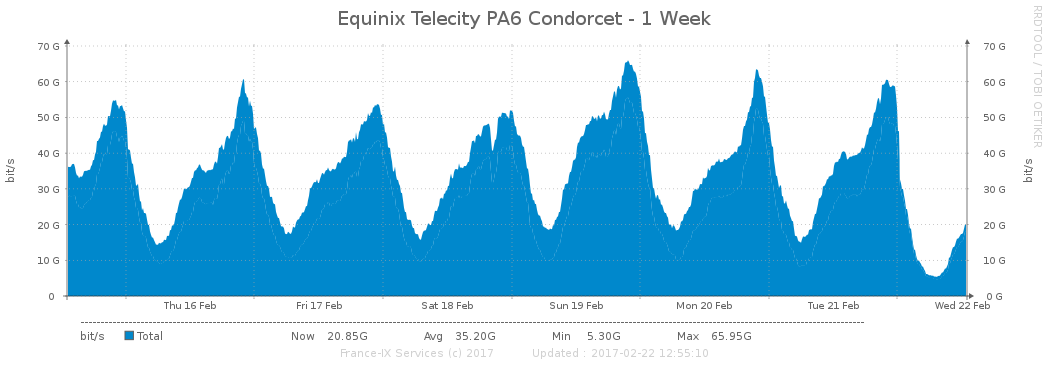 Equinix Telecity PA6 Condorcet - 1 Week
RRDTOOL / TOBI OETIKER
bit/s
70 G 70 G
60 G 60 G
50 G 50 G
40 G 40 G
30 G 30 G
20 G 20 G
10 G 10 G
0 0 G
bit/s
Thu 16 Feb Fri 17 Feb Sat 18 Feb Sun 19 Feb Mon 20 Feb Tue 21 Feb Wed 22 Feb
bit/s Total Now 20.85G Avg 35.20G Min 5.30G Max 65.95G
France-IX Services (c) 2017 Updated : 2017-02-22 12:55:10